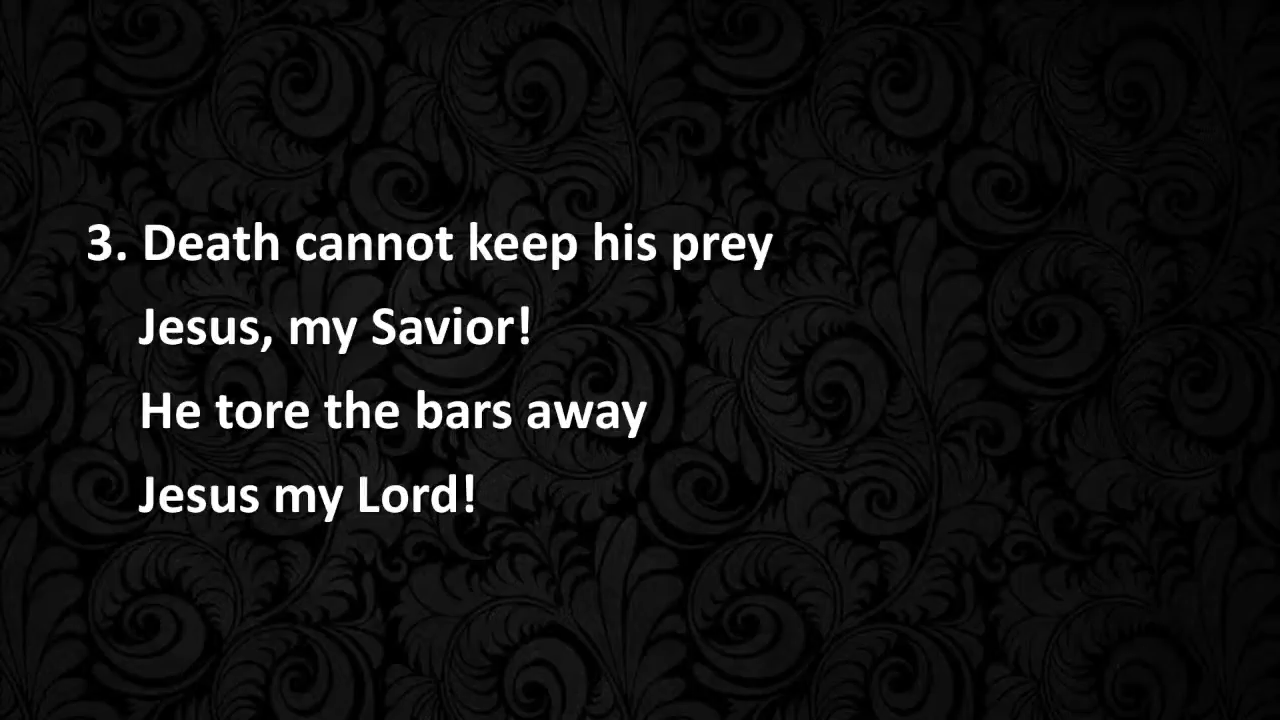 3. Death cannot keep his prey
Jesus, my Savior!
He tore the bars away
Jesus my Lord!